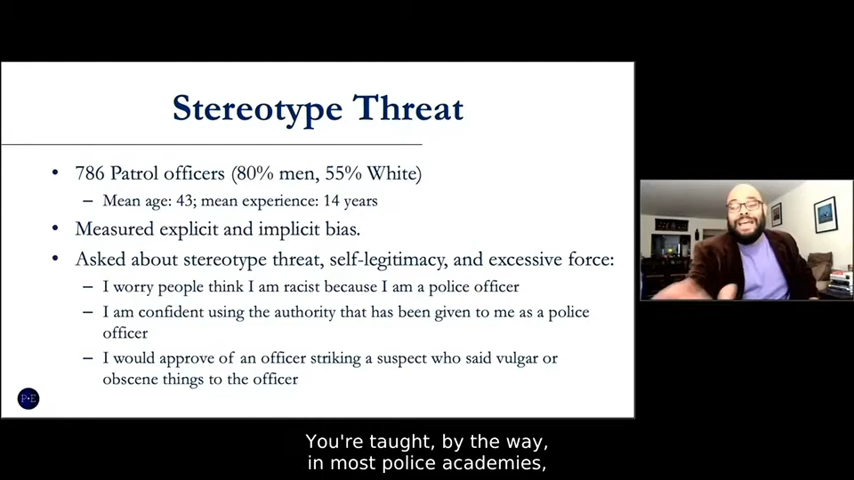 Stereotype Threat
• 786 Patrol officers (80% men, 55% White)
– Mean age: 43; mean experience: 14 years
• Measured explicit and implicit bias.
• Asked about stereotype threat, self-legitimacy, and excessive force:
– I worry people think I am racist because I am a police officer
– I am confident using the authority that has been given to me as a police
officer
– I would approve of an officer striking a suspect who said vulgar or
obscene things to the officer
P·E
You're taught, by the way,
in most police academies,